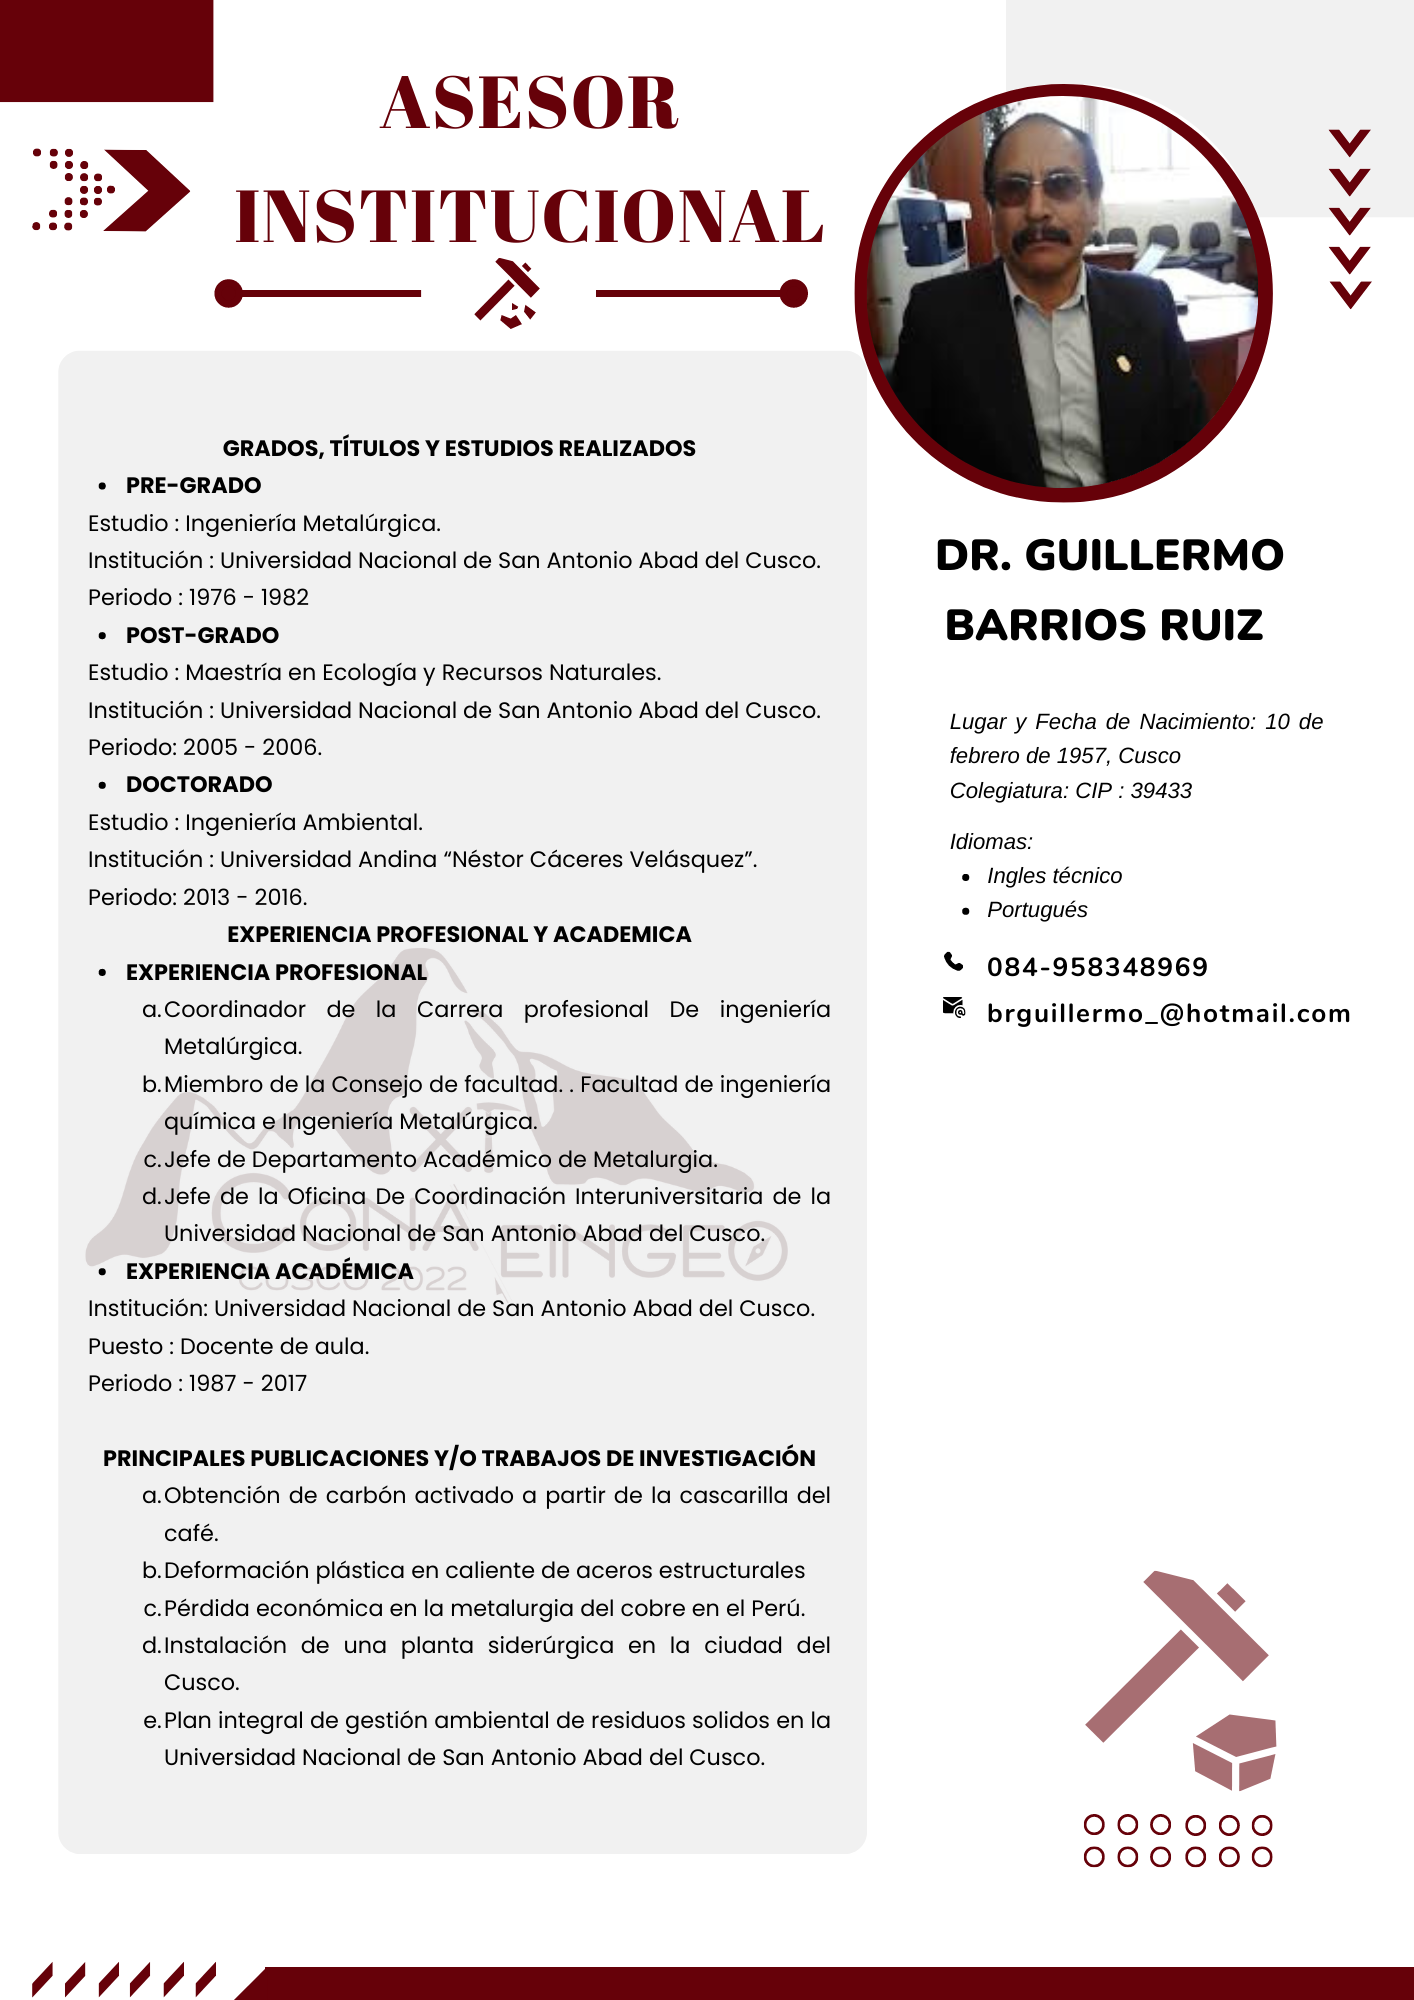 ASESOR
INSTITUCIONAL
GRADOS, TÍTULOS Y ESTUDIOS REALIZADOS
• PRE-GRADO
Estudio : Ingeniería Metalúrgica.
Institución : Universidad Nacional de San Antonio Abad del Cusco.
Periodo : 1976 - 1982
• POST-GRADO
Estudio : Maestría en Ecología y Recursos Naturales.
Institución : Universidad Nacional de San Antonio Abad del Cusco.
Periodo: 2005 - 2006.
• DOCTORADO
Estudio : Ingeniería Ambiental.
Institución : Universidad Andina “Néstor Cáceres Velásquez”.
Periodo: 2013 - 2016.
EXPERIENCIA PROFESIONAL Y ACADEMICA
• EXPERIENCIA PROFESIONAL
a. Coordinador de la Carrera profesional De ingeniería
Metalúrgica.
b. Miembro de la Consejo de facultad. . Facultad de ingeniería
química e Ingeniería Metalúrgica.
c. Jefe de Departamento Académico de Metalurgia.
d. Jefe de la Oficina De Coordinación Interuniversitaria de la
Universidad Nacional de San Antonio Abad del Cusco.
• EXPERIENCIA ACADÉMICA
Institución: Universidad Nacional de San Antonio Abad del Cusco.
Puesto : Docente de aula.
Periodo : 1987 - 2017
PRINCIPALES PUBLICACIONES Y/O TRABAJOS DE INVESTIGACIÓN
a. Obtención de carbón activado a partir de la cascarilla del
café.
b. Deformación plástica en caliente de aceros estructurales
c. Pérdida económica en la metalurgia del cobre en el Perú.
d. Instalación de una planta siderúrgica en la ciudad del
Cusco.
e. Plan integral de gestión ambiental de residuos solidos en la
Universidad Nacional de San Antonio Abad del Cusco.
XI
CONA EINGEO
CUSCO 2022
DR. GUILLERMO
BARRIOS RUIZ
Lugar y Fecha de Nacimiento: 10 de
febrero de 1957, Cusco
Colegiatura: CIP : 39433
Idiomas:
• Ingles técnico
• Portugués
084-958348969
brguillermo_@hotmail.com